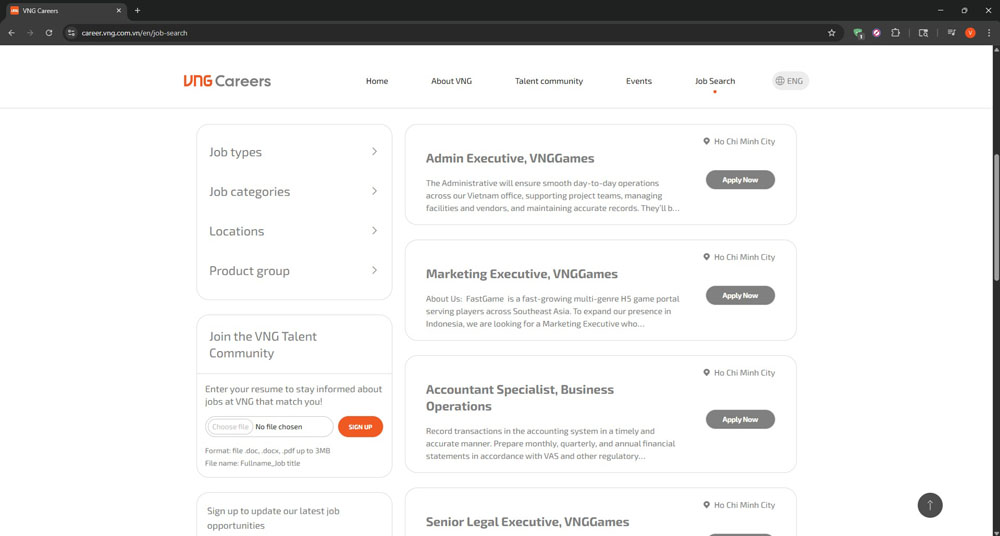 VNG Careers
career.vng.com.vn/en/job-search
V
VNG Careers
Home
About VNG
Talent community
Events
Job Search
ENG
Job types
Job categories
Locations
Product group
Join the VNG Talent
Community
Enter your resume to stay informed about
jobs at VNG that match you!
Choose file No file chosen
SIGN UP
Format: file .doc, .docx, .pdf up to 3MB
File name: Fullname_Job title
Sign up to update our latest job
opportunities
Ho Chi Minh City
Admin Executive, VNGGames
Apply Now
The Administrative will ensure smooth day-to-day operations
across our Vietnam office, supporting project teams, managing
facilities and vendors, and maintaining accurate records. They'll b...
Ho Chi Minh City
Marketing Executive, VNGGames
Apply Now
About Us: FastGame is a fast-growing multi-genre H5 game portal
serving players across Southeast Asia. To expand our presence in
Indonesia, we are looking for a Marketing Executive who...
Ho Chi Minh City
Accountant Specialist, Business
Operations
Apply Now
Record transactions in the accounting system in a timely and
accurate manner. Prepare monthly, quarterly, and annual financial
statements in accordance with VAS and other regulatory...
Ho Chi Minh City
Senior Legal Executive, VNGGames